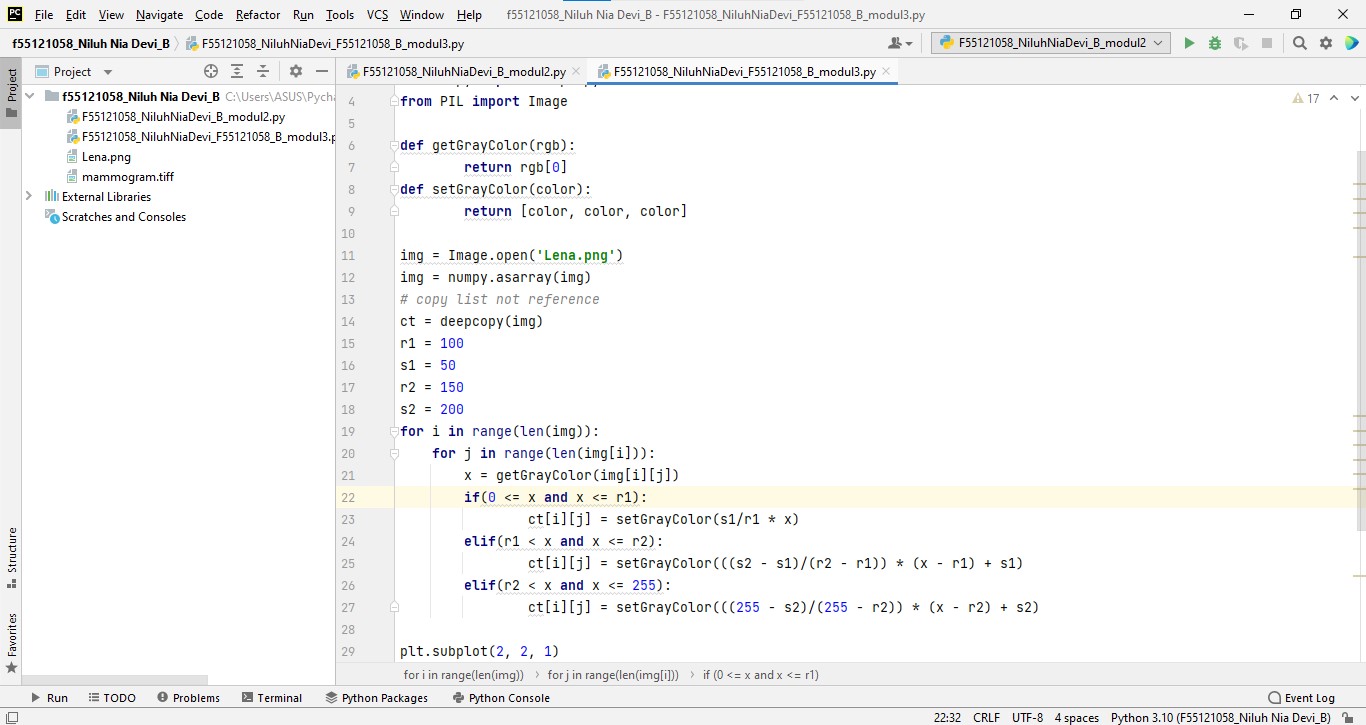 PC File Edit View Navigate Code Refactor Run Tools VCS Window Help f55121058_Niluh Nia Devi_B - F55121058_NiluhNiaDevi_F55121058_B_modul3.py
f55121058_Niluh Nia Devi_B F55121058_NiluhNiaDevi_F55121058_B_modul3.py F55121058_NiluhNiaDevi_B_modul2
Project
Project
F55121058_NiluhNiaDevi_B_modul2.py F55121058_NiluhNiaDevi_F55121058_B_modul3.py
f55121058_Niluh Nia Devi_B C:\Users\ASUS\Pycha
F55121058_NiluhNiaDevi_B_modul2.py
F55121058_NiluhNiaDevi_F55121058_B_modul3.p
Lena.png
mammogram.tiff
External Libraries
Scratches and Consoles
17
4 from PIL import Image
5
6 def getGrayColor(rgb):
7 return rgb[0]
8 def setGrayColor(color):
9 return [color, color, color]
10
11 img = Image.open('Lena.png')
12 img = numpy.asarray(img)
13 # copy list not reference
14 ct = deepcopy(img)
15 r1 = 100
16 s1 = 50
17 r2 = 150
18 s2 = 200
19 for i in range(len(img)):
20 for j in range(len(img[i])):
21 x = getGrayColor(img[i][j])
22 if(0 <= x and x <= r1):
23 ct[i][j] = setGrayColor(s1/r1 * x)
24 elif(r1 < x and x <= r2):
25 ct[i][j] = setGrayColor(((s2 - s1)/(r2 - r1)) * (x - r1) + s1)
26 elif(r2 < x and x <= 255):
27 ct[i][j] = setGrayColor(((255 - s2)/(255 - r2)) * (x - r2) + s2)
28
29 plt.subplot(2, 2, 1)
for i in range(len(img)) for j in range(len(img[i])) if (0 <= x and x <= r1)
Structure
Favorites
Run TODO Problems Terminal Python Packages Python Console Event Log
22:32 CRLF UTF-8 4 spaces Python 3.10 (F55121058_Niluh Nia Devi_B)